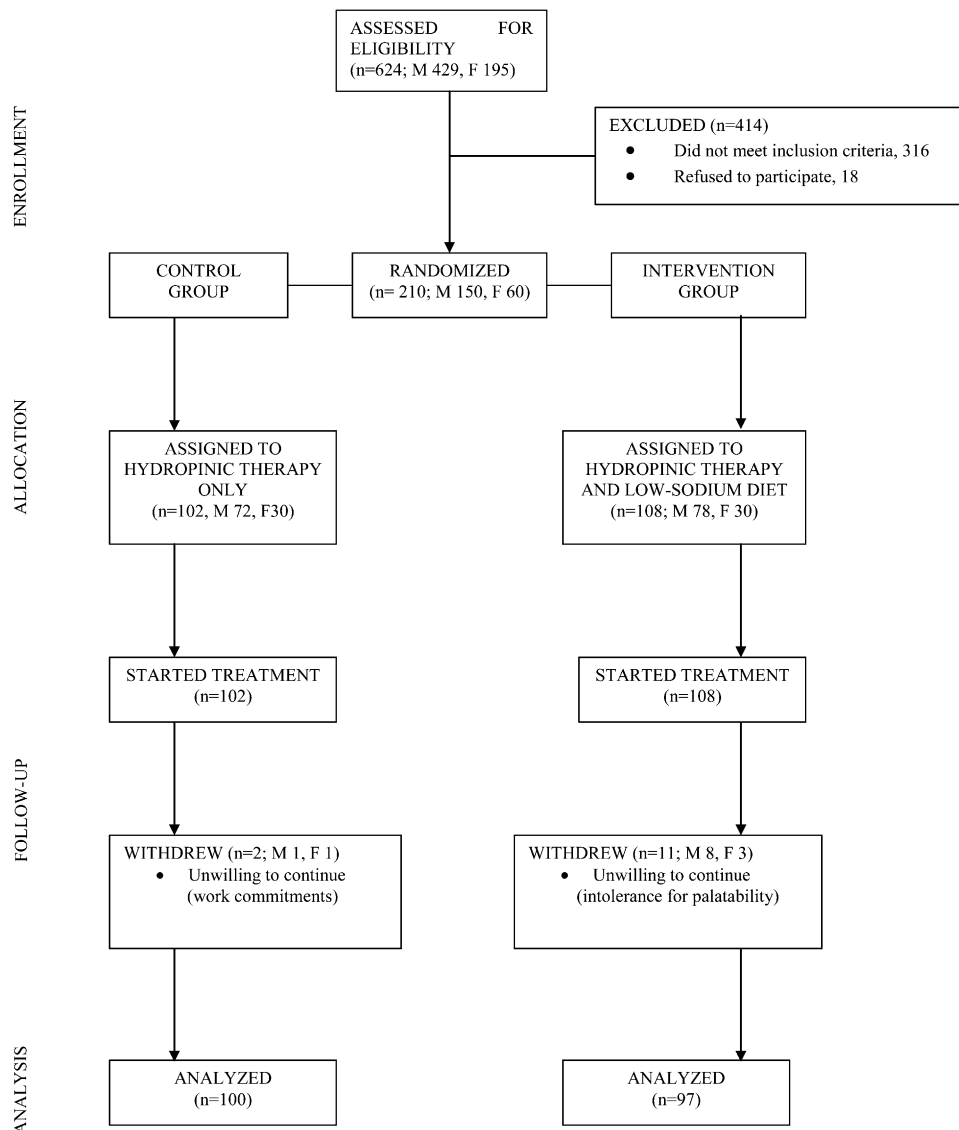 ASSESSED FOR
ELIGIBILITY
(n=624; M 429, F 195)
ENROLLMENT
EXCLUDED (n=414)
• Did not meet inclusion criteria, 316
• Refused to participate, 18
CONTROL
GROUP
RANDOMIZED
(n= 210; M 150, F 60)
INTERVENTION
GROUP
ALLOCATION
ASSIGNED TO
HYDROPINIC THERAPY
ONLY
(n=102, M 72, F30)
ASSIGNED TO
HYDROPINIC THERAPY
AND LOW-SODIUM DIET
(n=108; M 78, F 30)
STARTED TREATMENT
(n=102)
STARTED TREATMENT
(n=108)
FOLLOW-UP
WITHDREW (n=2; M 1, F 1)
• Unwilling to continue
(work commitments)
WITHDREW (n=11; M 8, F 3)
• Unwilling to continue
(intolerance for palatability)
ANALYSIS
ANALYZED
(n=100)
ANALYZED
(n=97)